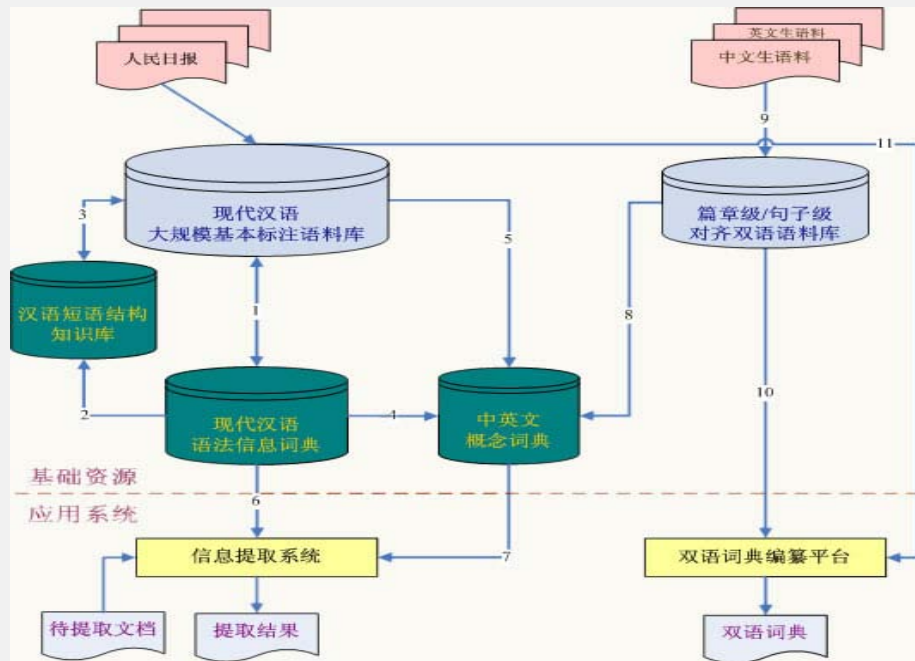 人民日报
英文生语料
中文生语料
9
11
现代汉语
大规模基本标注语料库
篇章级/句子级
对齐双语语料库
3
5
汉语短语结构
知识库
1
8
2
现代汉语
语法信息词典
4
中英文
概念词典
10
基础资源
应用系统
6
7
信息提取系统
双语词典编纂平台
待提取文档
提取结果
双语词典